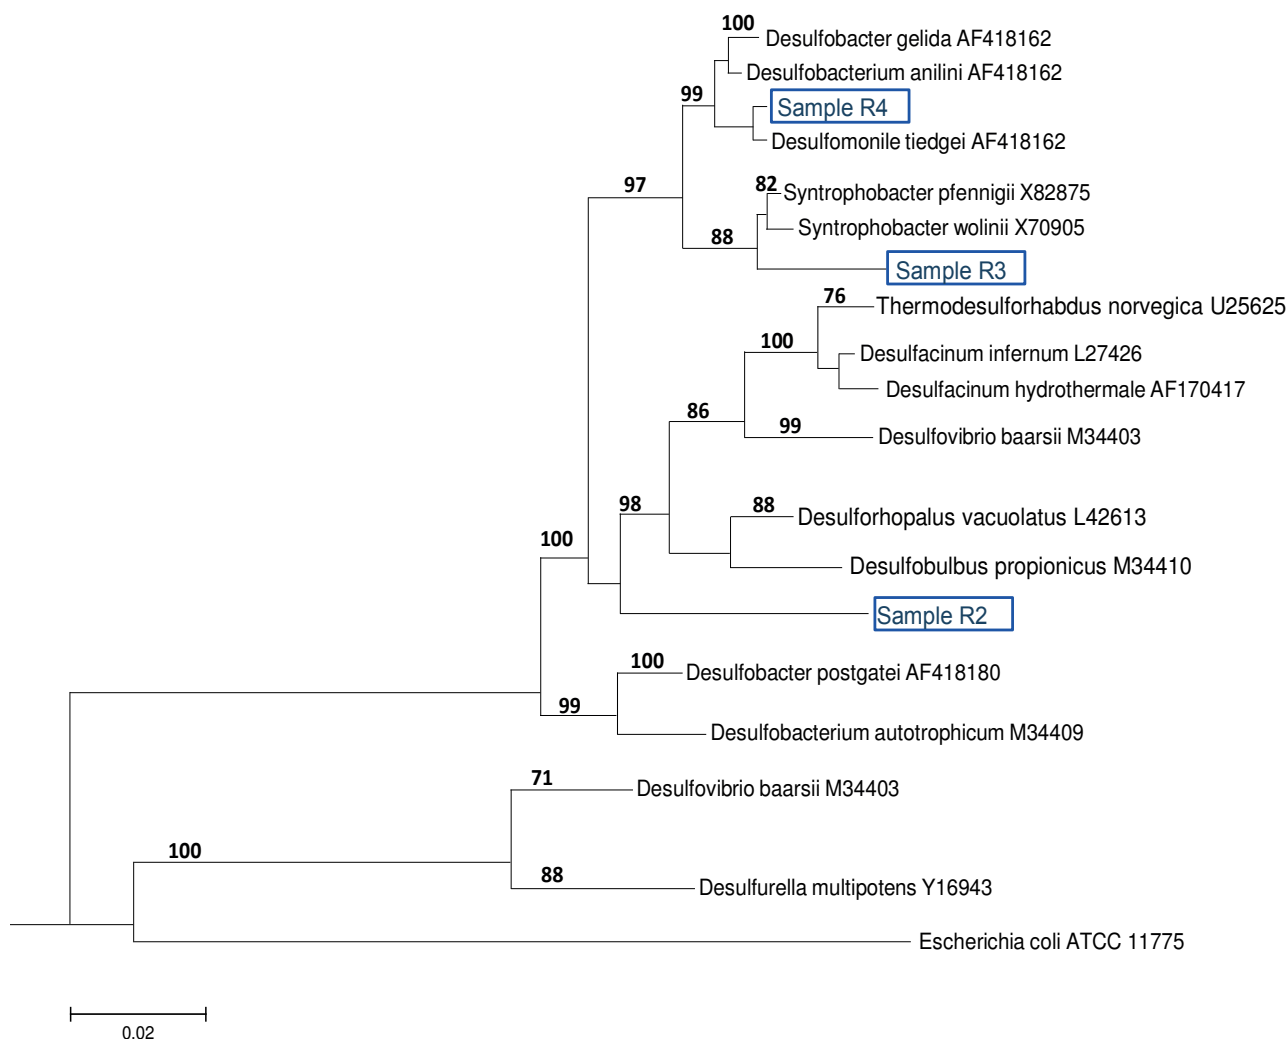 100
Desulfobacter gelida AF418162
Desulfobacterium anilini AF418162
99
Sample R4
Desulfomonile tiedgei AF418162
97
82
Syntrophobacter pfennigii X82875
Syntrophobacter wolinii X70905
88
Sample R3
76
Thermodesulforhabdus norvegica U25625
100
Desulfacinum infernum L27426
Desulfacinum hydrothermale AF170417
86
99
Desulfovibrio baarsii M34403
98
88
Desulforhopalus vacuolatus L42613
100
Desulfobulbus propionicus M34410
Sample R2
100
Desulfobacter postgatei AF418180
99
Desulfobacterium autotrophicum M34409
71
Desulfovibrio baarsii M34403
100
88
Desulfurella multipotens Y16943
Escherichia coli ATCC 11775
0.02